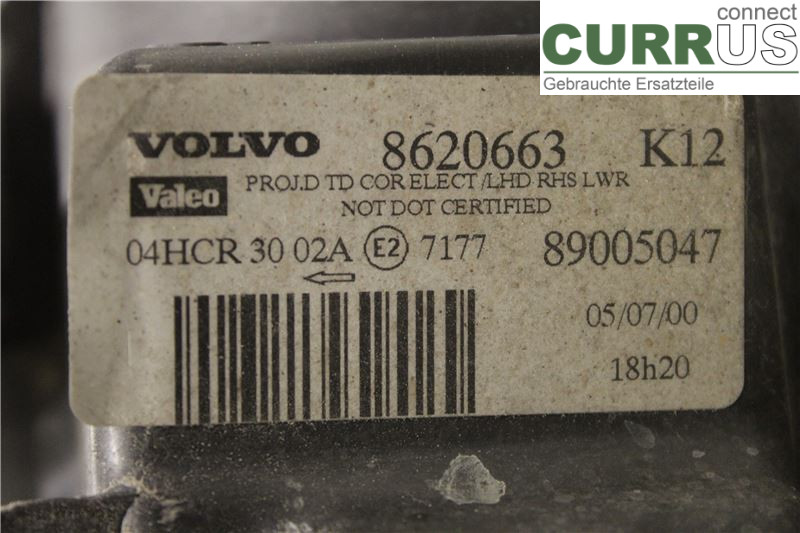 connect
CURRUS
Gebrauchte Ersatzteile
VOLVO 8620663 K12
Valeo PROJ.D TD COR ELECT /LHD RHS LWR
NOT DOT CERTIFIED
04HCR 30 02A E2 7177 89005047
05/07/00
18h20